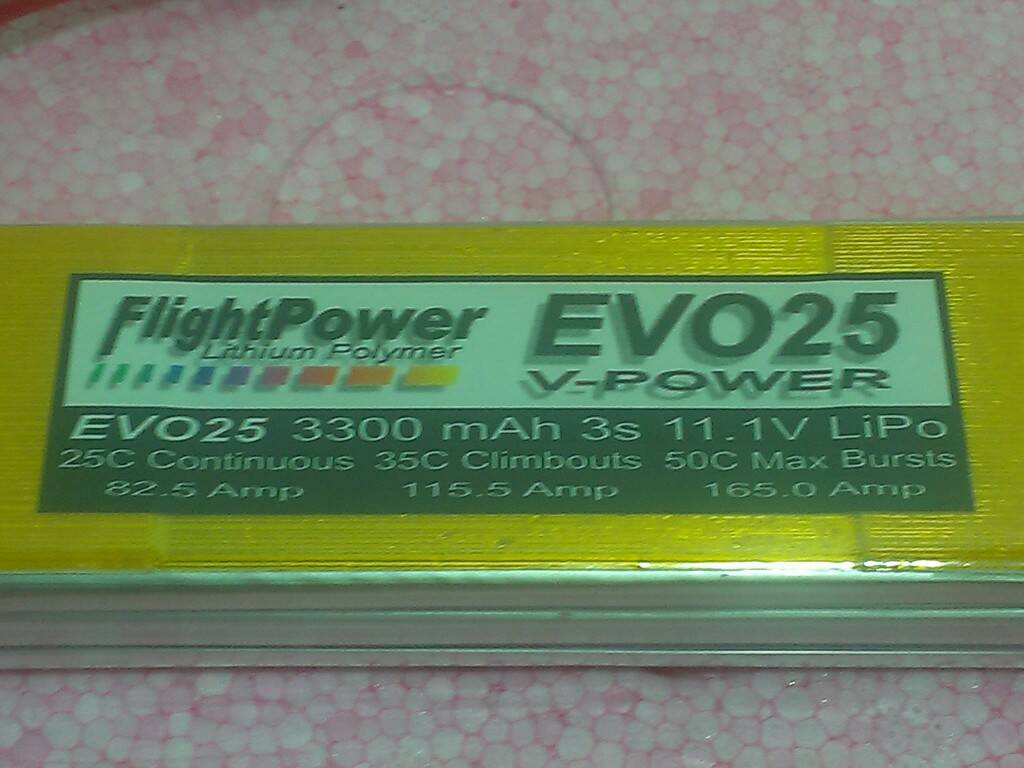 FlightPower
Lithium Polymer
EVO25
V-POWER
EVO25 3300 mAh 3s 11.1V LiPo
25C Continuous 35C Climbouts 50C Max Bursts
82.5 Amp 115.5 Amp 165.0 Amp